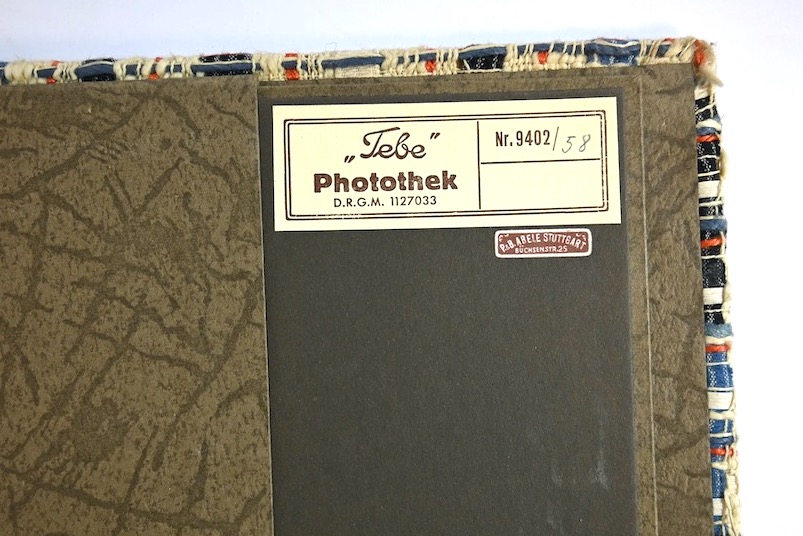 „Tebe"
Photothek
D.R.G.M. 1127033
Nr. 9402/58
P.&B. ABELE STUTTGART
BÜCHSENSTR. 25